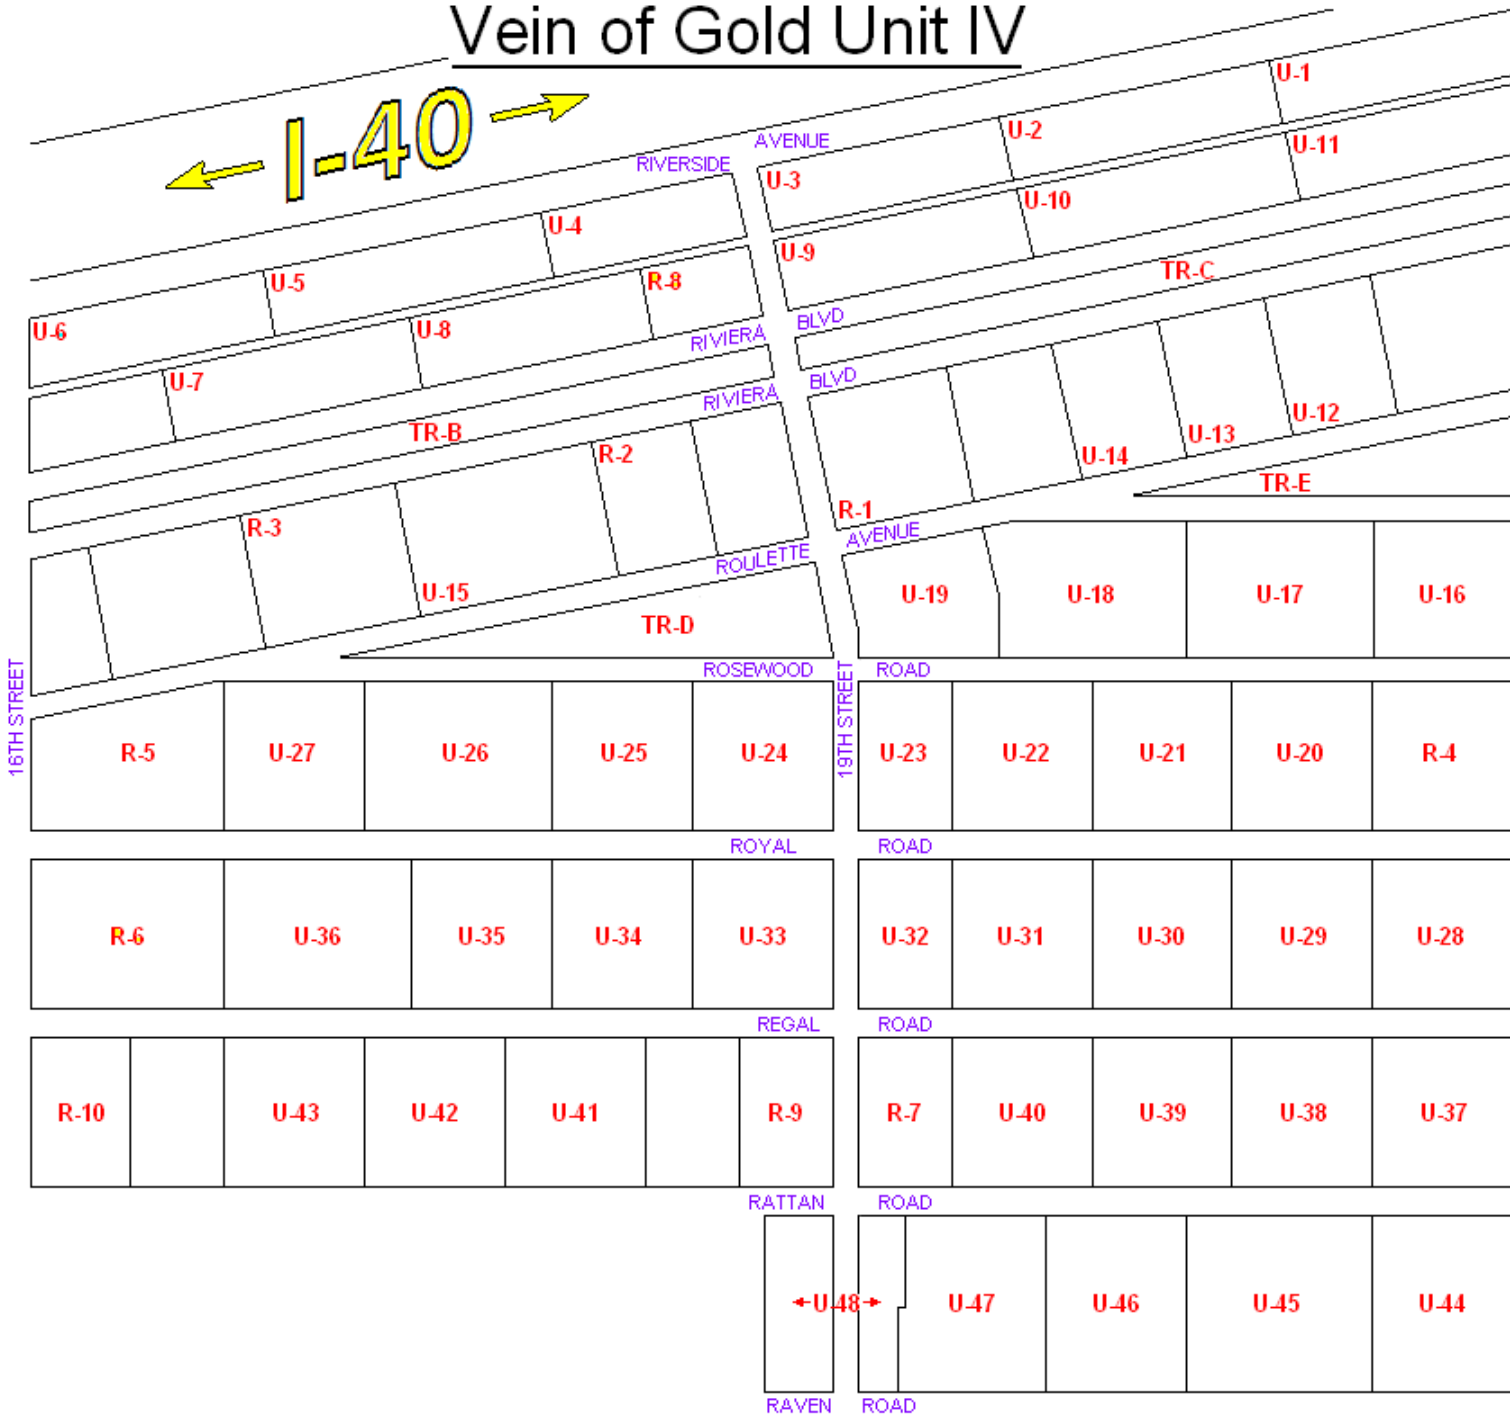 Vein of Gold Unit IV
I-40
U-1
U-2
AVENUE
U-11
RIVERSIDE
U-3
U-10
U-4
U-9
TR-C
U-5
R-8
BLVD
U-6
U-8
RIVIERA
BLVD
U-7
RIVIERA
U-12
TR-B
U-13
R-2
U-14
TR-E
R-1
R-3
AVENUE
ROULETTE
U-15
U-19
U-18
U-17
U-16
TR-D
ROSEWOOD
ROAD
16TH STREET
19TH STREET
R-5
U-27
U-26
U-25
U-24
U-23
U-22
U-21
U-20
R-4
ROYAL
ROAD
R-6
U-36
U-35
U-34
U-33
U-32
U-31
U-30
U-29
U-28
REGAL
ROAD
R-10
U-43
U-42
U-41
R-9
R-7
U-40
U-39
U-38
U-37
RATTAN
ROAD
U-48
U-47
U-46
U-45
U-44
RAVEN
ROAD